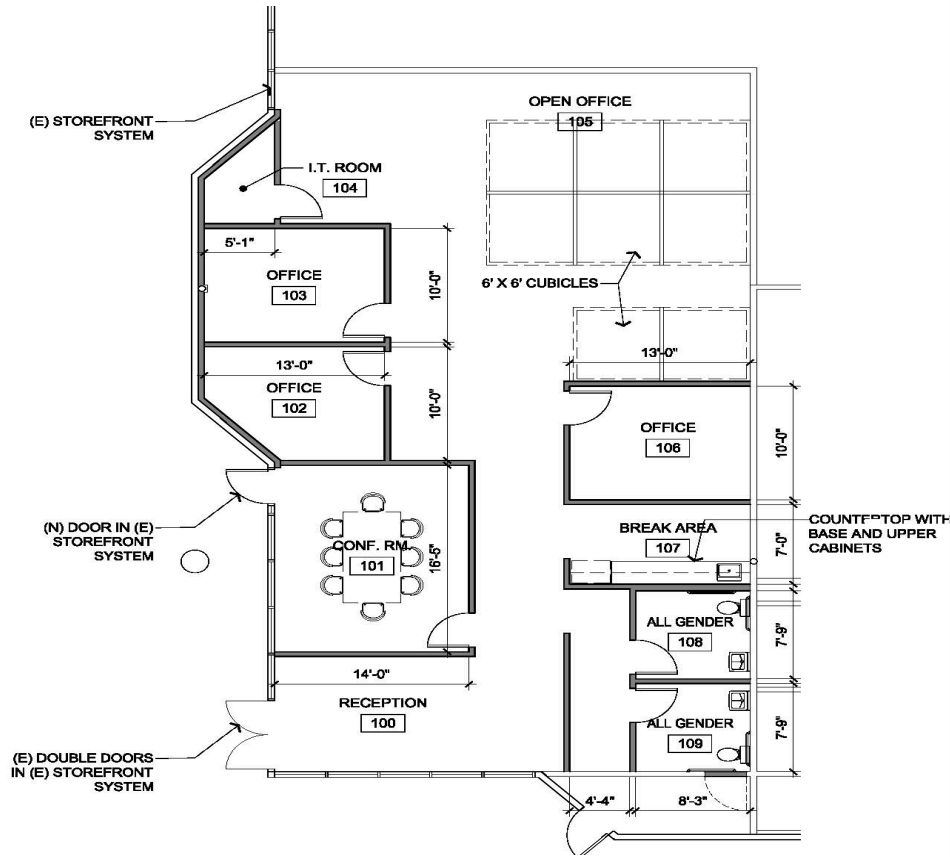 OPEN OFFICE
105
(E) STOREFRONT
SYSTEM
I.T. ROOM
104
5'-1"
OFFICE
103
10'-0"
6' X 6' CUBICLES
13'-0"
13'-0"
OFFICE
102
10'-0"
OFFICE
106
10'-0"
(N) DOOR IN (E)
STOREFRONT
SYSTEM
CONF. RM.
101
16'-5"
BREAK AREA
107
7'-0"
COUNTERTOP WITH
BASE AND UPPER
CABINETS
ALL GENDER
108
7'-9"
14'-0"
RECEPTION
100
ALL GENDER
109
7'-9"
(E) DOUBLE DOORS
IN (E) STOREFRONT
SYSTEM
4'-4"
8'-3"